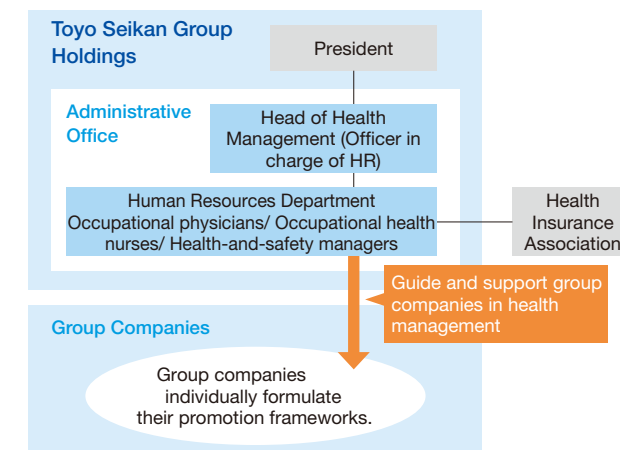 Toyo Seikan Group
Holdings
President
Administrative
Office
Head of Health
Management (Officer in
charge of HR)
Human Resources Department
Occupational physicians/ Occupational health
nurses/ Health-and-safety managers
Health
Insurance
Association
Guide and support group
companies in health
management
Group Companies
Group companies
individually formulate
their promotion frameworks.